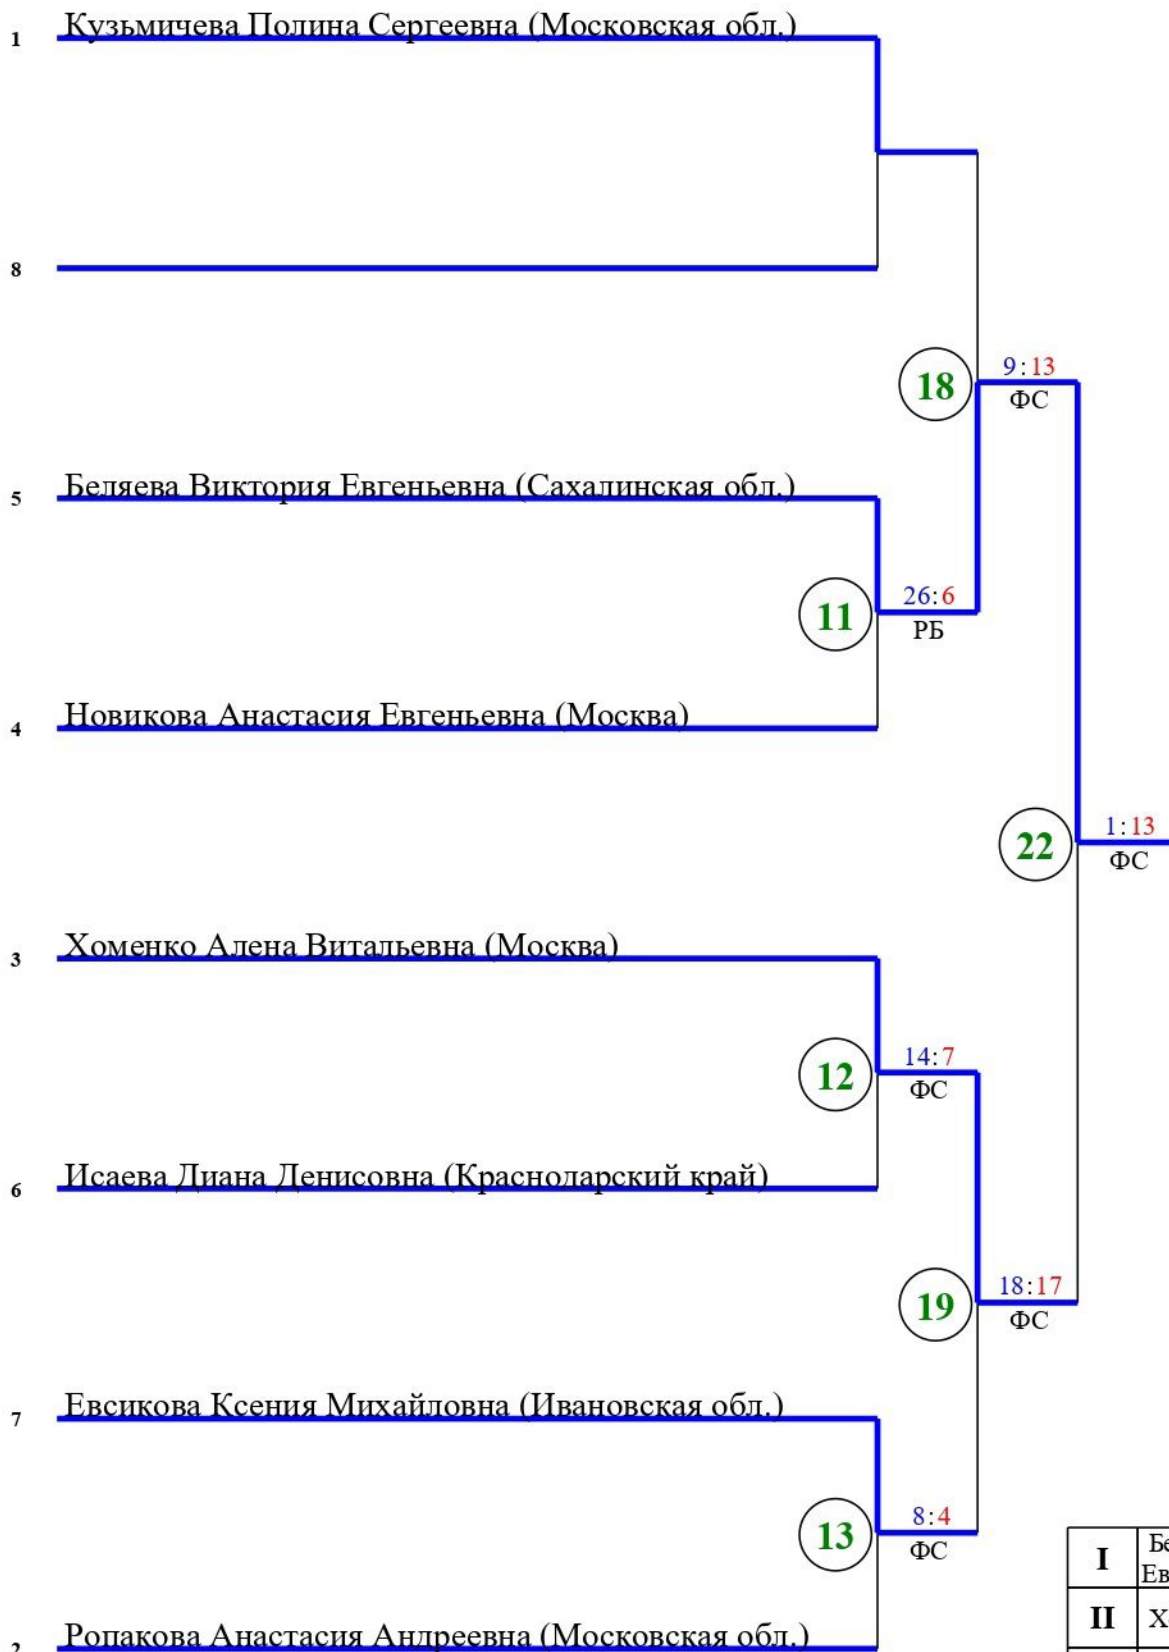 1 Кузьмичева Полина Сергеевна (Московская обл.)
8
18 9:13
ФС
5 Беляева Виктория Евгеньевна (Сахалинская обл.)
11 26:6
РБ
4 Новикова Анастасия Евгеньевна (Москва)
22 1:13
ФС
3 Хоменко Алена Витальевна (Москва)
12 14:7
ФС
6 Исаева Диана Денисовна (Краснодарский край)
19 18:17
ФС
7 Евсикова Ксения Михайловна (Ивановская обл.)
13 8:4
ФС
I Бе
Ев
II Х
2 Ропакова Анастасия Андреевна (Московская обл.)